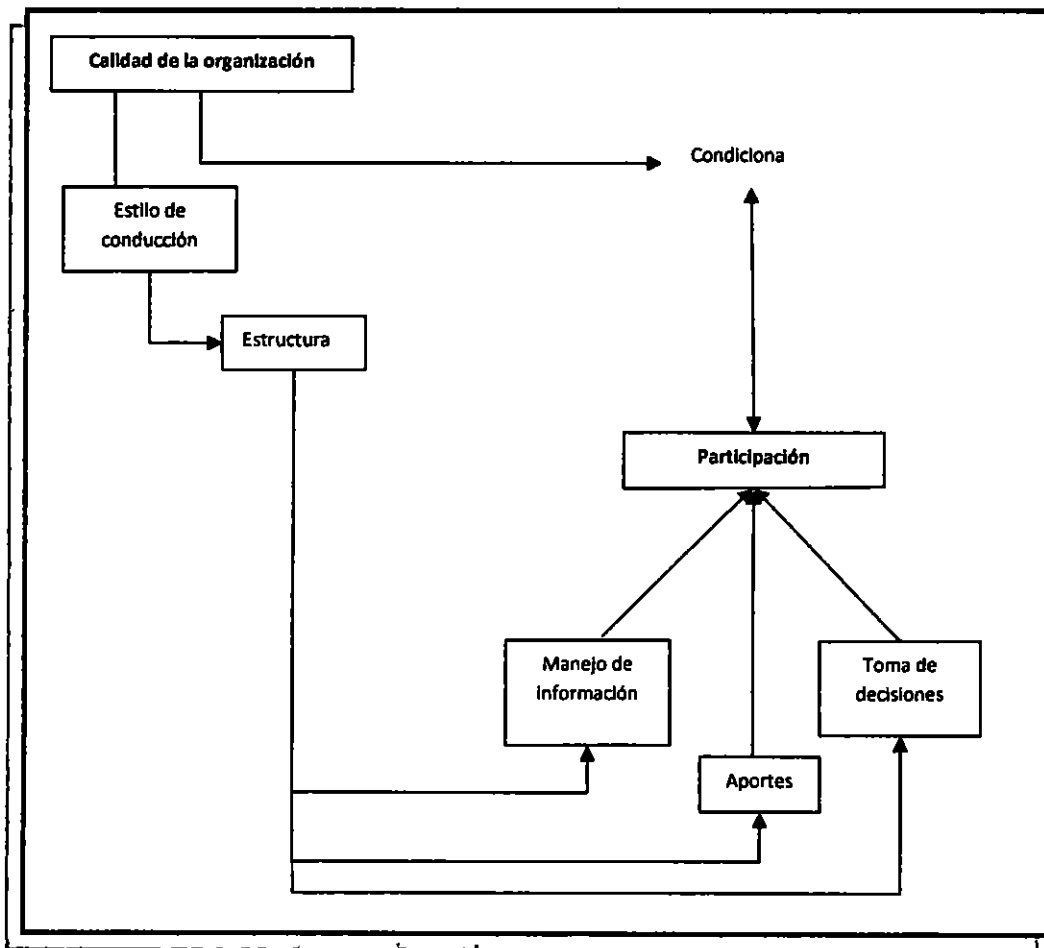 Calidad de la organización
Condiciona
Estilo de
conducción
Estructura
Participación
Manejo de
información
Toma de
decisiones
Aportes